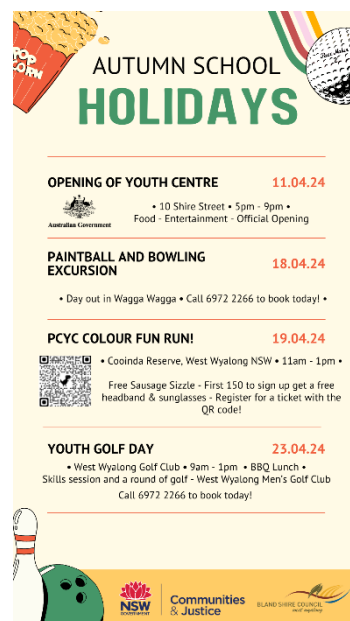 POP
CORN
AUTUMN SCHOOL
HOLIDAYS
OPENING OF YOUTH CENTRE
11.04.24
Australian Government
• 10 Shire Street • 5pm - 9pm •
Food - Entertainment - Official Opening
PAINTBALL AND BOWLING
EXCURSION
18.04.24
• Day out in Wagga Wagga • Call 6972 2266 to book today! •
PCYC COLOUR FUN RUN!
19.04.24
• Cooinda Reserve, West Wyalong NSW • 11am - 1pm •
Free Sausage Sizzle - First 150 to sign up get a free
headband & sunglasses - Register for a ticket with the
QR code!
YOUTH GOLF DAY
23.04.24
• West Wyalong Golf Club • 9am - 1pm • BBQ Lunch •
Skills session and a round of golf - West Wyalong Men's Golf Club
Call 6972 2266 to book today!
NSW
GOVERNMENT
Communities
& Justice
BLAND SHIRE COUNCIL